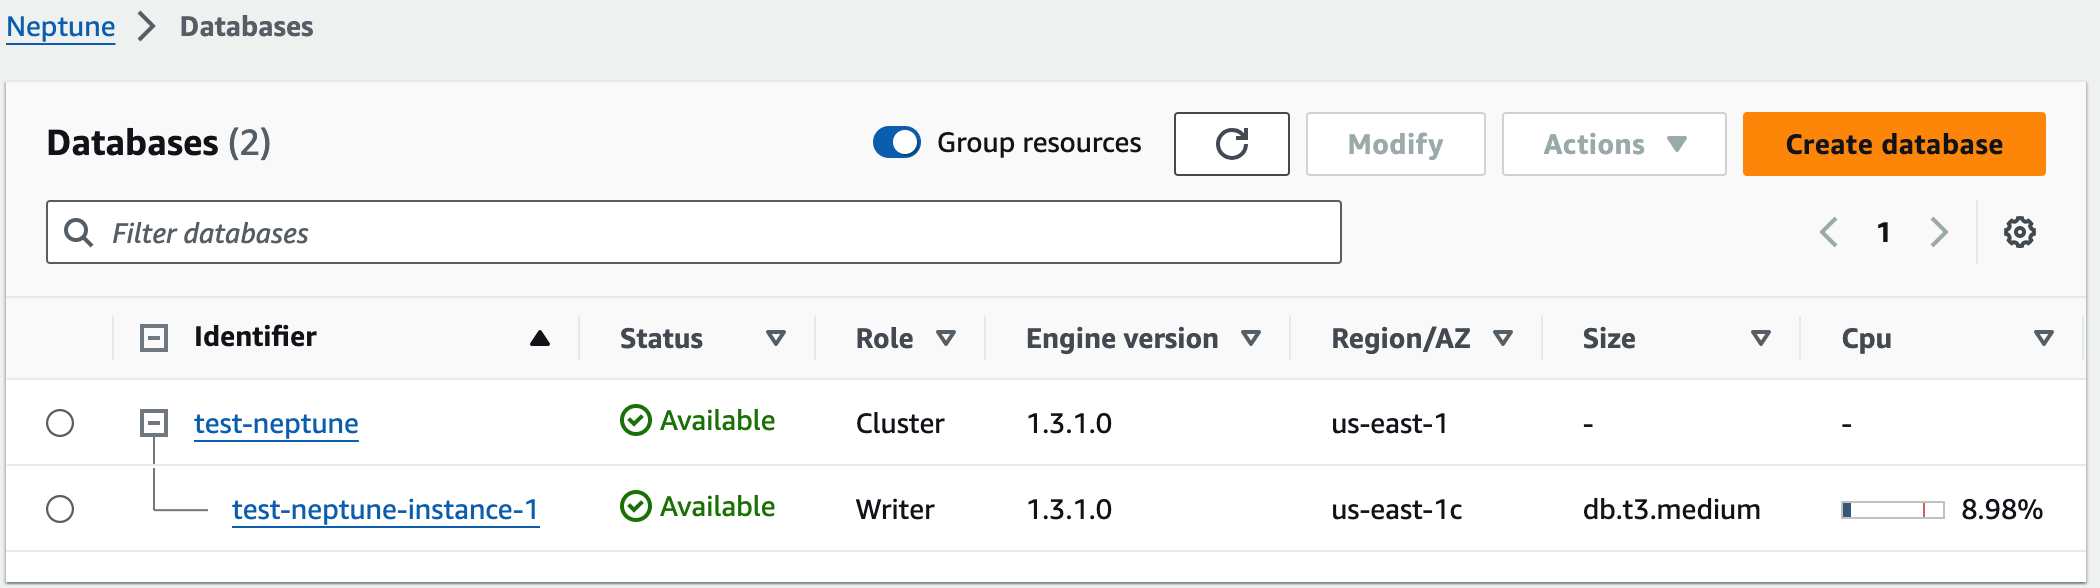 Neptune > Databases
Databases (2) Group resources Modify Actions Create database
Filter databases 1
Identifier Status Role Engine version Region/AZ Size Cpu
test-neptune Available Cluster 1.3.1.0 us-east-1 - -
test-neptune-instance-1 Available Writer 1.3.1.0 us-east-1c db.t3.medium 8.98%